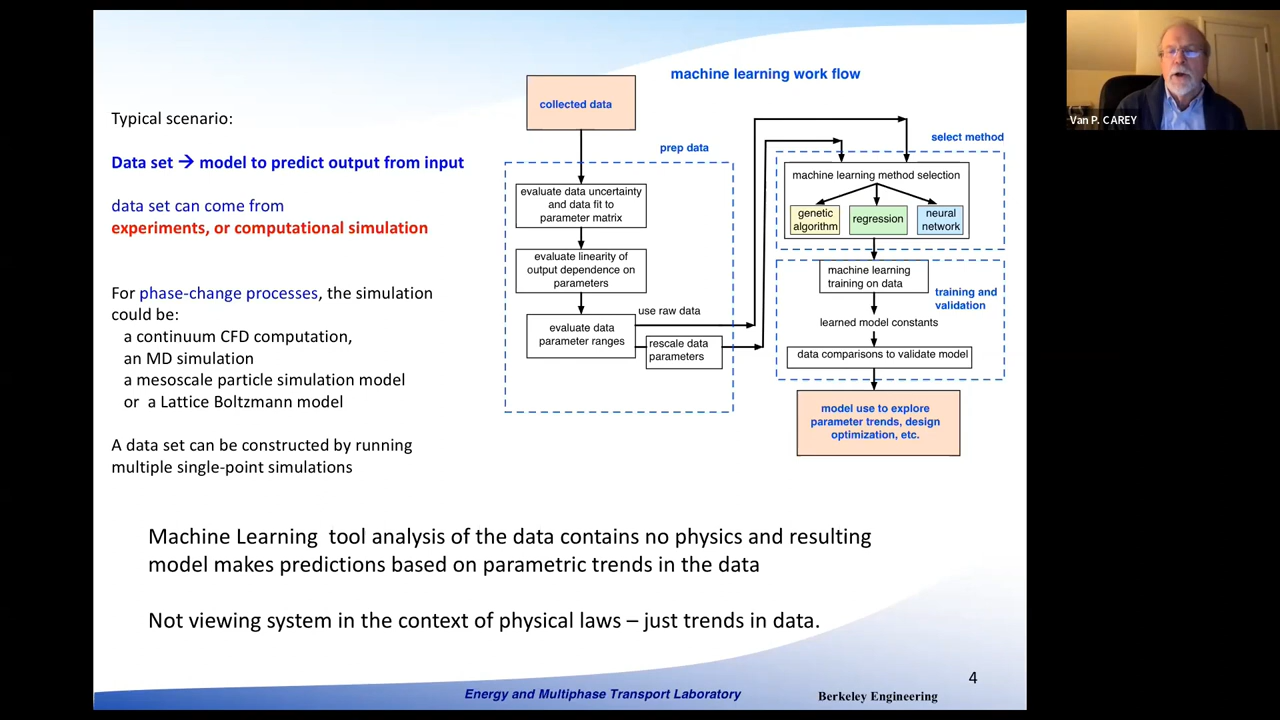 machine learning work flow
collected data
Typical scenario:
Data set → model to predict output from input
data set can come from
experiments, or computational simulation
For phase-change processes, the simulation
could be:
a continuum CFD computation,
an MD simulation
a mesoscale particle simulation model
or a Lattice Boltzmann model
A data set can be constructed by running
multiple single-point simulations
prep data
evaluate data uncertainty
and data fit to
parameter matrix
evaluate linearity of
output dependence on
parameters
evaluate data
parameter ranges
use raw data
rescale data
parameters
select method
machine learning method selection
genetic
algorithm
regression
neural
network
machine learning
training on data
training and
validation
learned model constants
data comparisons to validate model
model use to explore
parameter trends, design
optimization, etc.
Machine Learning tool analysis of the data contains no physics and resulting
model makes predictions based on parametric trends in the data
Not viewing system in the context of physical laws – just trends in data.
4
Energy and Multiphase Transport Laboratory
Berkeley Engineering
Van P. CAREY